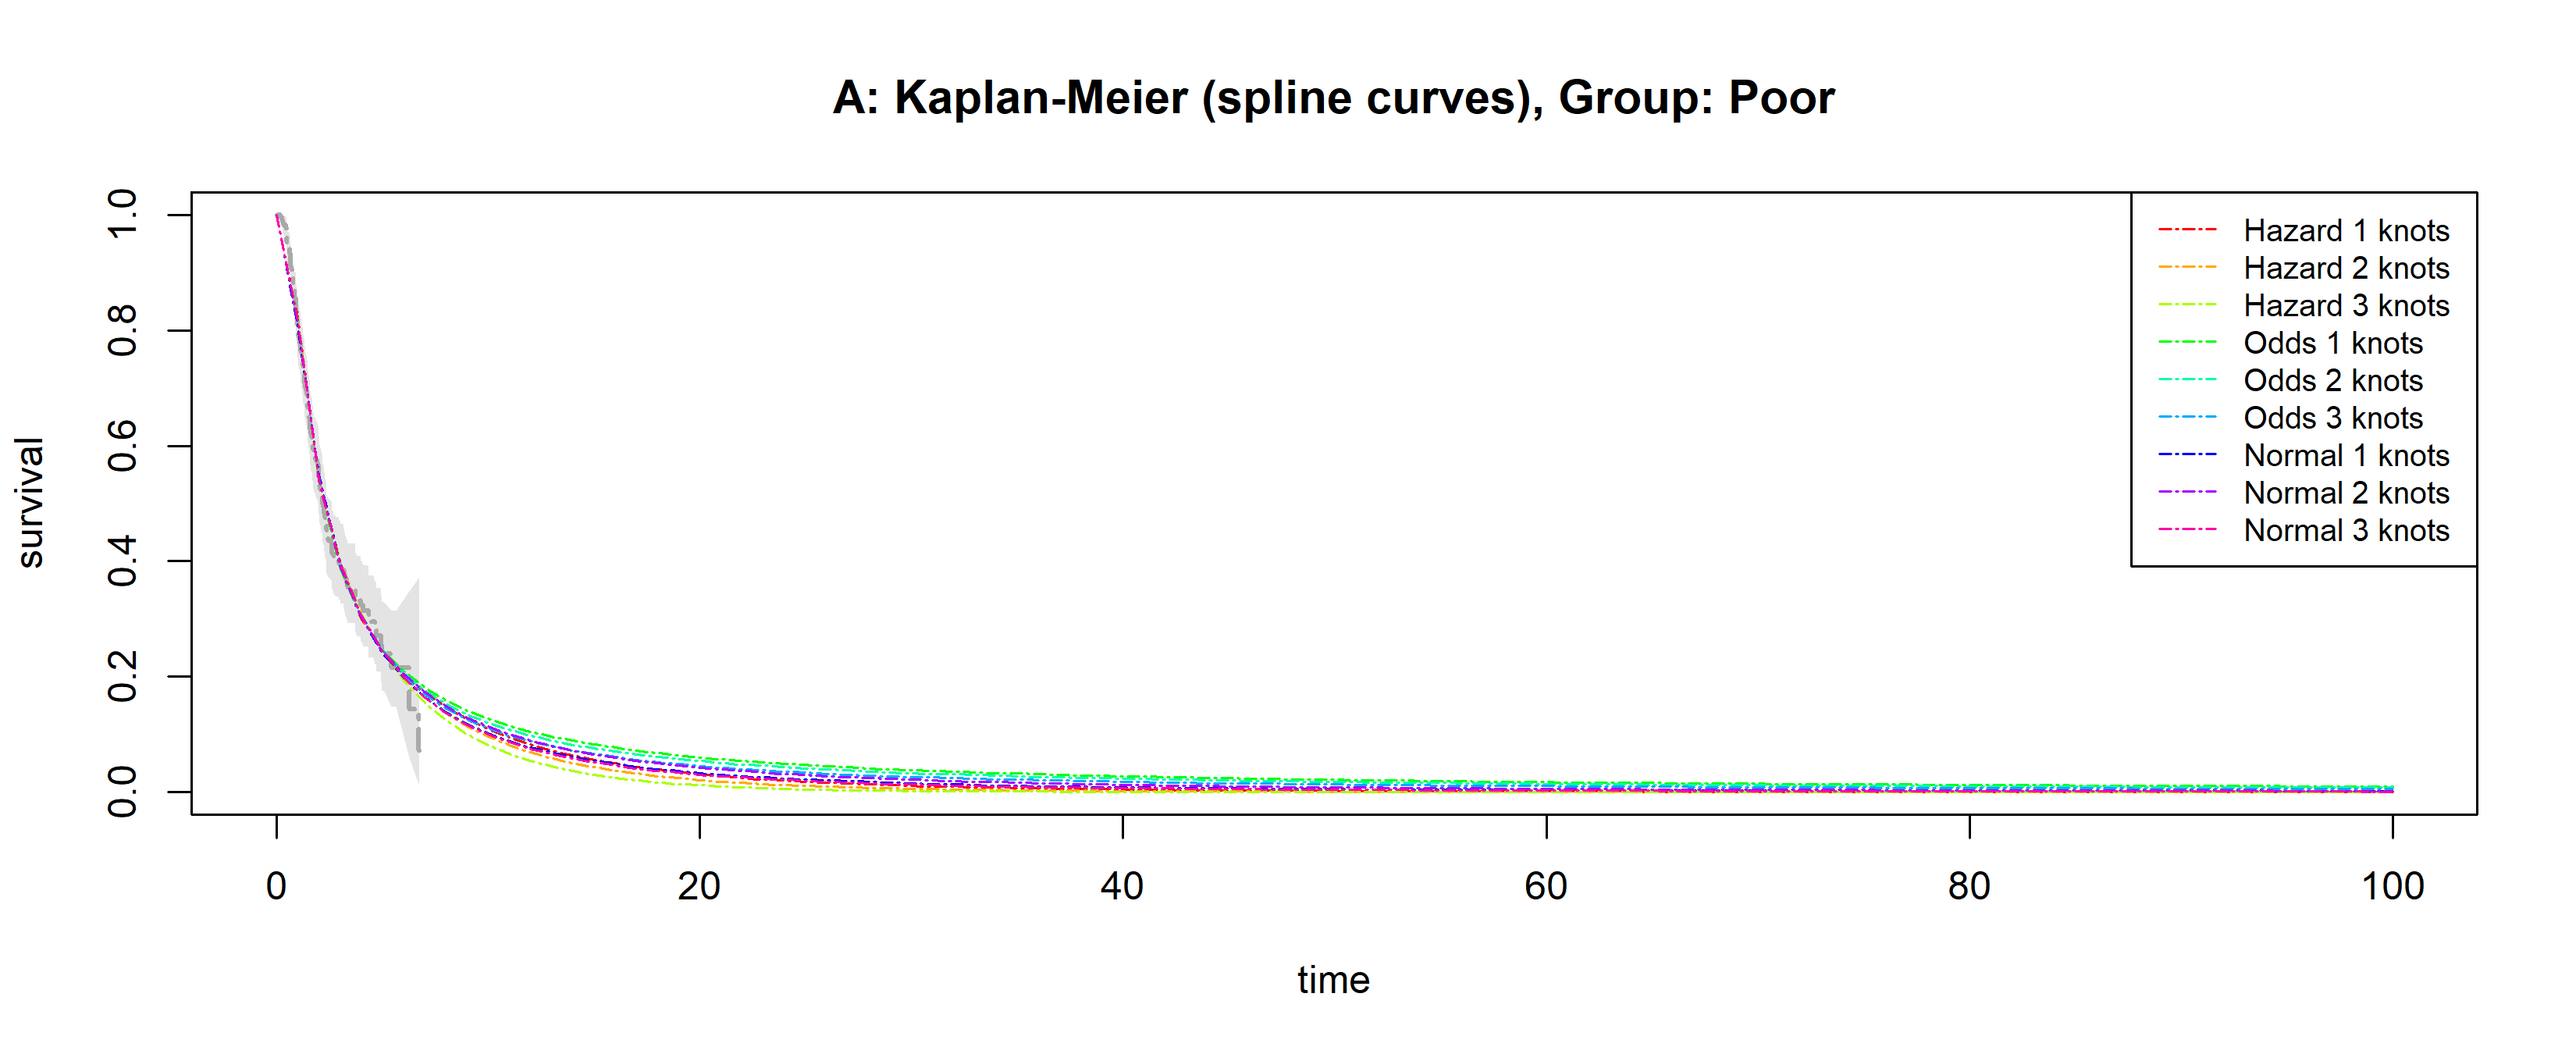 A: Kaplan-Meier (spline curves), Group: Poor
survival
1.0
0.8
0.6
0.4
0.2
0.0
Hazard 1 knots
Hazard 2 knots
Hazard 3 knots
Odds 1 knots
Odds 2 knots
Odds 3 knots
Normal 1 knots
Normal 2 knots
Normal 3 knots
0 20 40 60 80 100
time